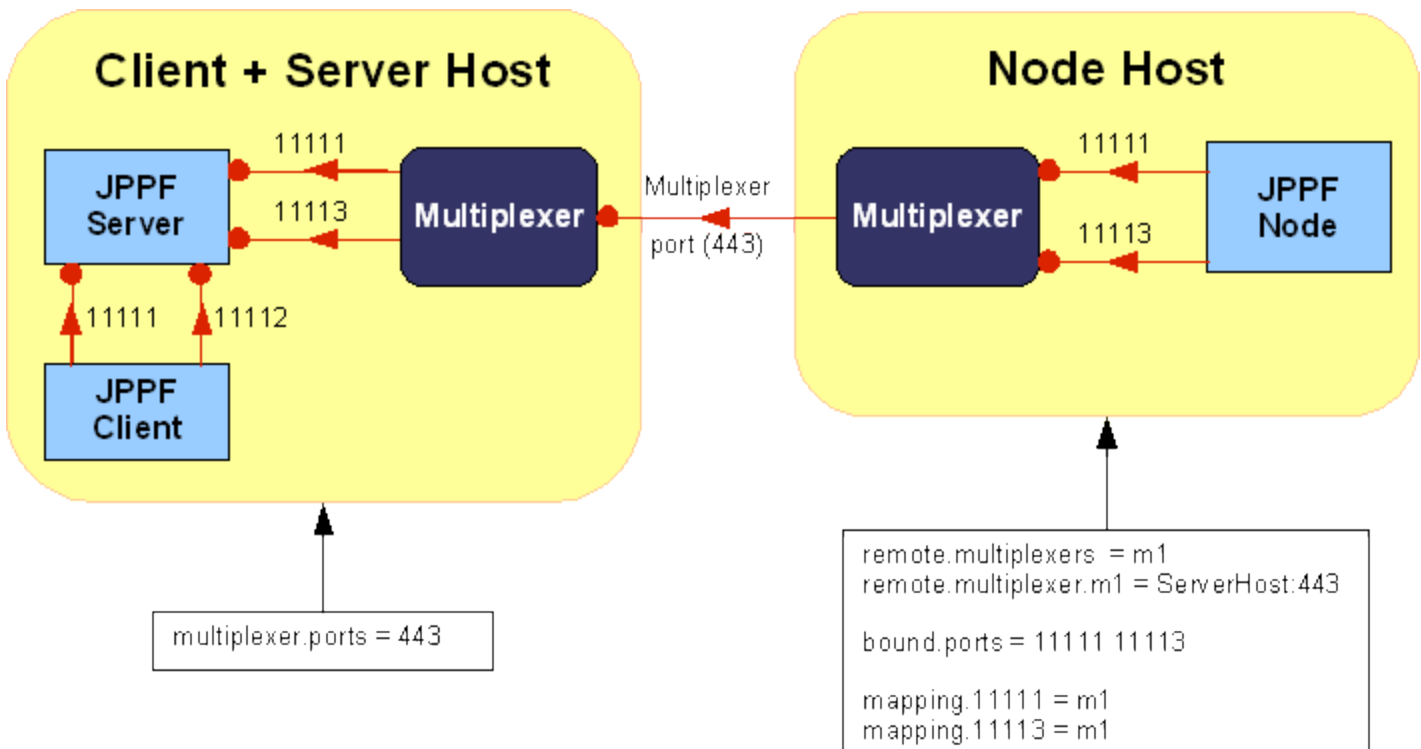 Client + Server Host
JPPF
Server
11111
11113
Multiplexer
11111
11112
JPPF
Client
Multiplexer
port (443)
Node Host
Multiplexer
11111
11113
JPPF
Node
multiplexer.ports = 443
remote.multiplexers = m1
remote.multiplexer.m1 = ServerHost:443
bound.ports = 11111 11113
mapping.11111 = m1
mapping.11113 = m1